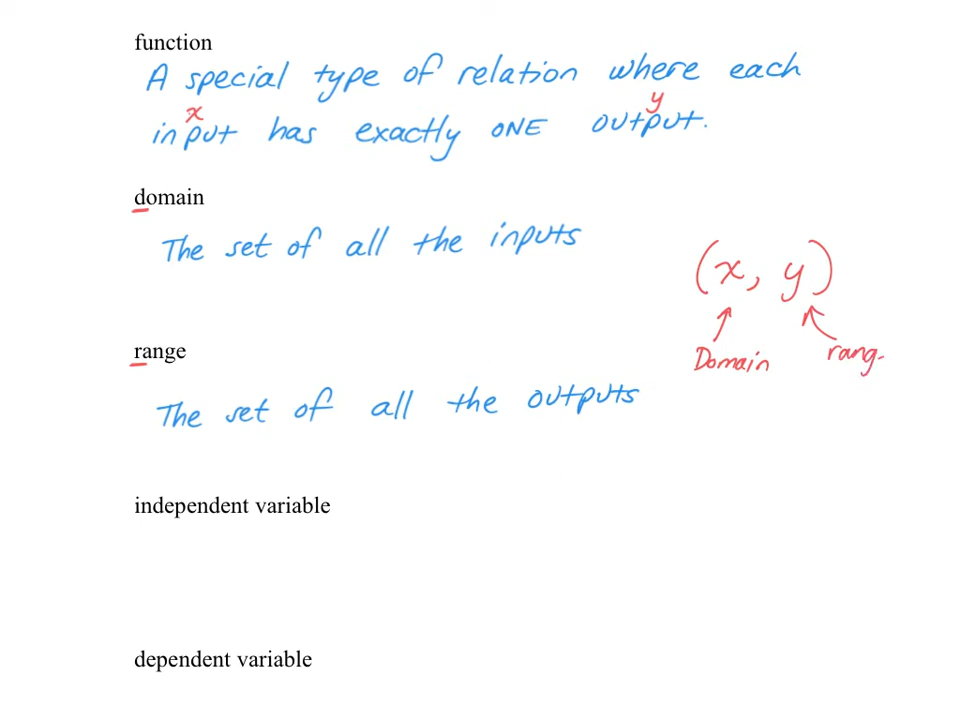 function
A special type of relation where each
x y
input has exactly ONE output.
domain
The set of all the inputs
(x, y)
range
Domain rang-
The set of all the outputs
independent variable
dependent variable